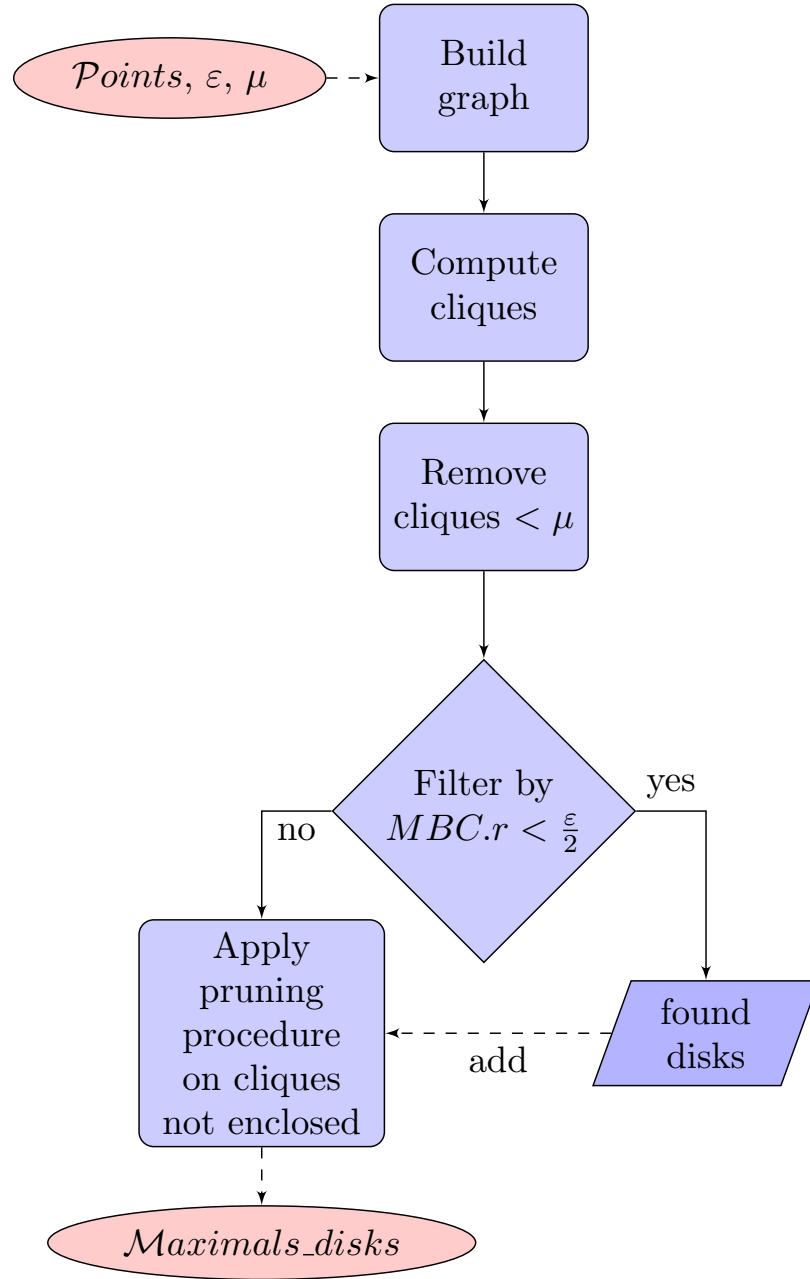 𝒫oints, ε, μ
Build
graph
Compute
cliques
Remove
cliques < μ
Filter by
MBC.r < ε/2
yes
no
Apply
pruning
procedure
on cliques
not enclosed
found
disks
add
ℳaximals_disks